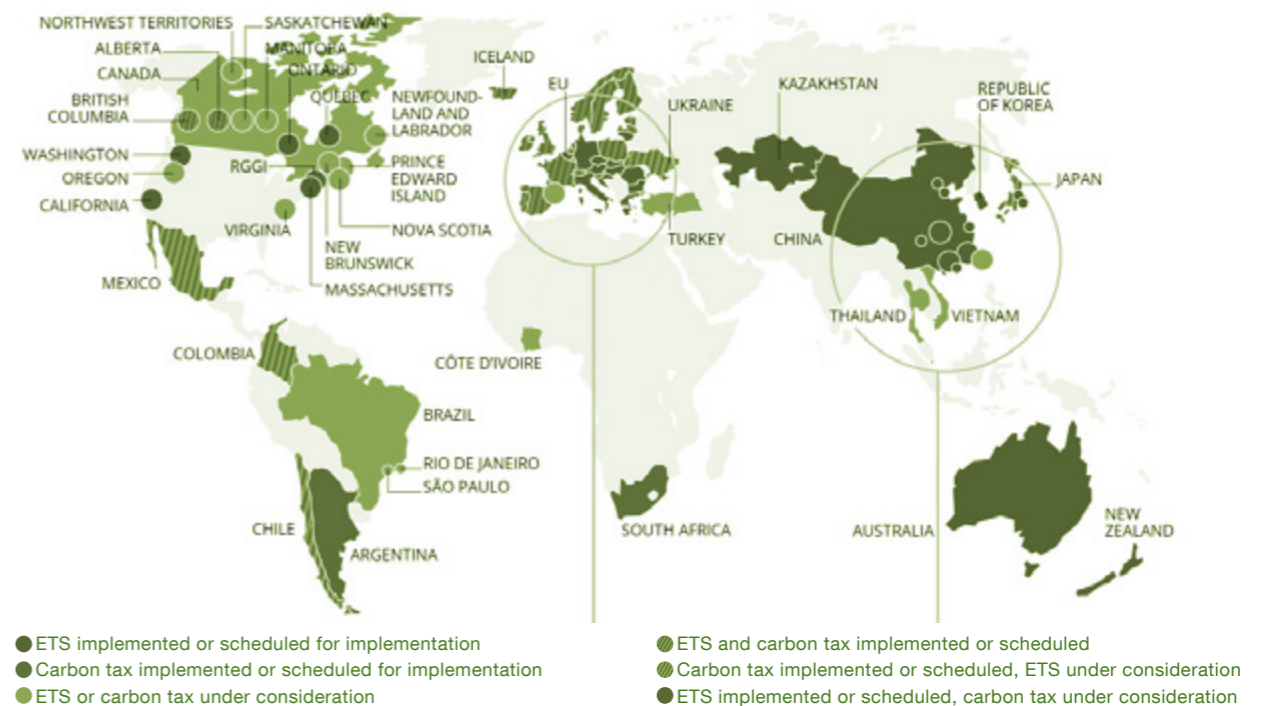 NORTHWEST TERRITORIES
SASKATCHEWAN
ALBERTA
MANITOBA
CANADA
ONTARIO
BRITISH
COLUMBIA
QUÉBEC
NEWFOUND-
LAND AND
LABRADOR
WASHINGTON
RGGI
PRINCE
EDWARD
ISLAND
OREGON
CALIFORNIA
VIRGINIA
NOVA SCOTIA
NEW
BRUNSWICK
MEXICO
MASSACHUSETTS
ICELAND
EU
UKRAINE
KAZAKHSTAN
REPUBLIC
OF KOREA
JAPAN
TURKEY
CHINA
THAILAND
VIETNAM
COLOMBIA
CÔTE D'IVOIRE
BRAZIL
RIO DE JANEIRO
SÃO PAULO
CHILE
ARGENTINA
SOUTH AFRICA
AUSTRALIA
NEW
ZEALAND
ETS implemented or scheduled for implementation
Carbon tax implemented or scheduled for implementation
ETS or carbon tax under consideration
ETS and carbon tax implemented or scheduled
Carbon tax implemented or scheduled, ETS under consideration
ETS implemented or scheduled, carbon tax under consideration